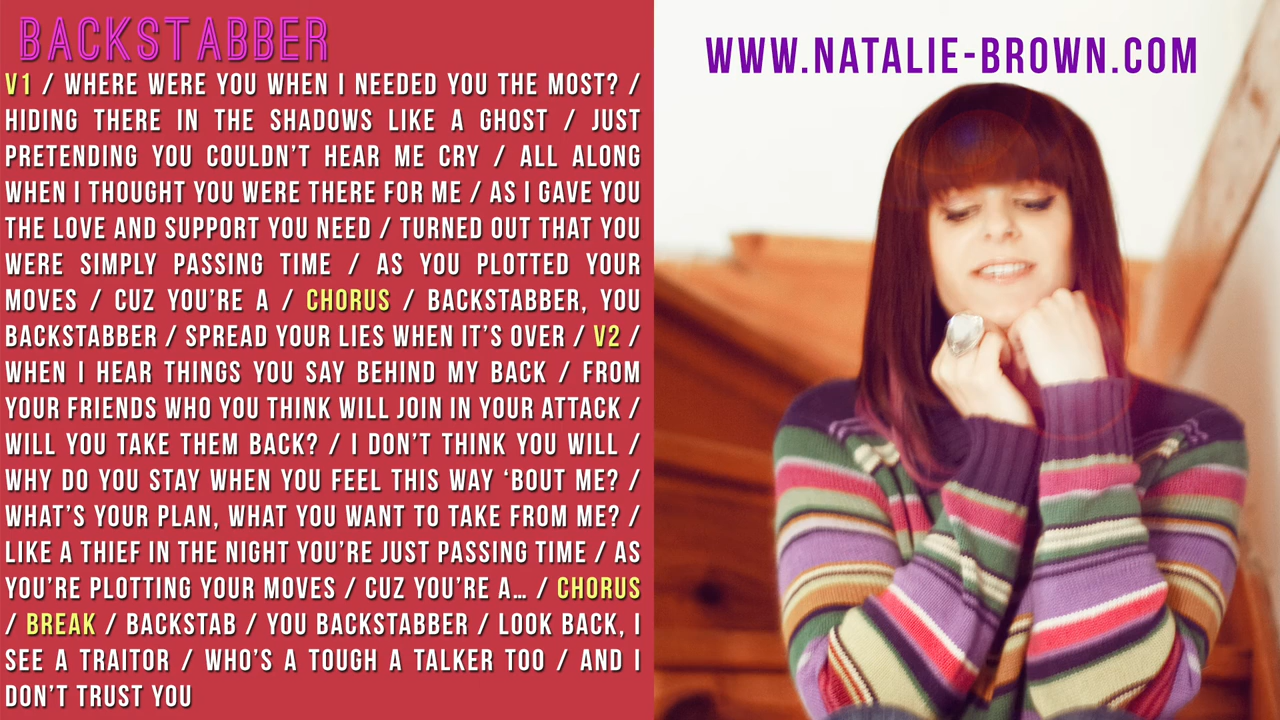 BACKSTABBER
V1 / WHERE WERE YOU WHEN I NEEDED YOU THE MOST? /
HIDING THERE IN THE SHADOWS LIKE A GHOST / JUST
PRETENDING YOU COULDN'T HEAR ME CRY / ALL ALONG
WHEN I THOUGHT YOU WERE THERE FOR ME / AS I GAVE YOU
THE LOVE AND SUPPORT YOU NEED / TURNED OUT THAT YOU
WERE SIMPLY PASSING TIME / AS YOU PLOTTED YOUR
MOVES / CUZ YOU'RE A / CHORUS / BACKSTABBER, YOU
BACKSTABBER / SPREAD YOUR LIES WHEN IT'S OVER / V2 /
WHEN I HEAR THINGS YOU SAY BEHIND MY BACK / FROM
YOUR FRIENDS WHO YOU THINK WILL JOIN IN YOUR ATTACK /
WILL YOU TAKE THEM BACK? / I DON'T THINK YOU WILL /
WHY DO YOU STAY WHEN YOU FEEL THIS WAY ‘BOUT ME? /
WHAT'S YOUR PLAN, WHAT YOU WANT TO TAKE FROM ME? /
LIKE A THIEF IN THE NIGHT YOU'RE JUST PASSING TIME / AS
YOU'RE PLOTTING YOUR MOVES / CUZ YOU'RE A... / CHORUS
/ BREAK / BACKSTAB / YOU BACKSTABBER / LOOK BACK, I
SEE A TRAITOR / WHO'S A TOUGH A TALKER TOO / AND I
DON'T TRUST YOU
WWW.NATALIE-BROWN.COM